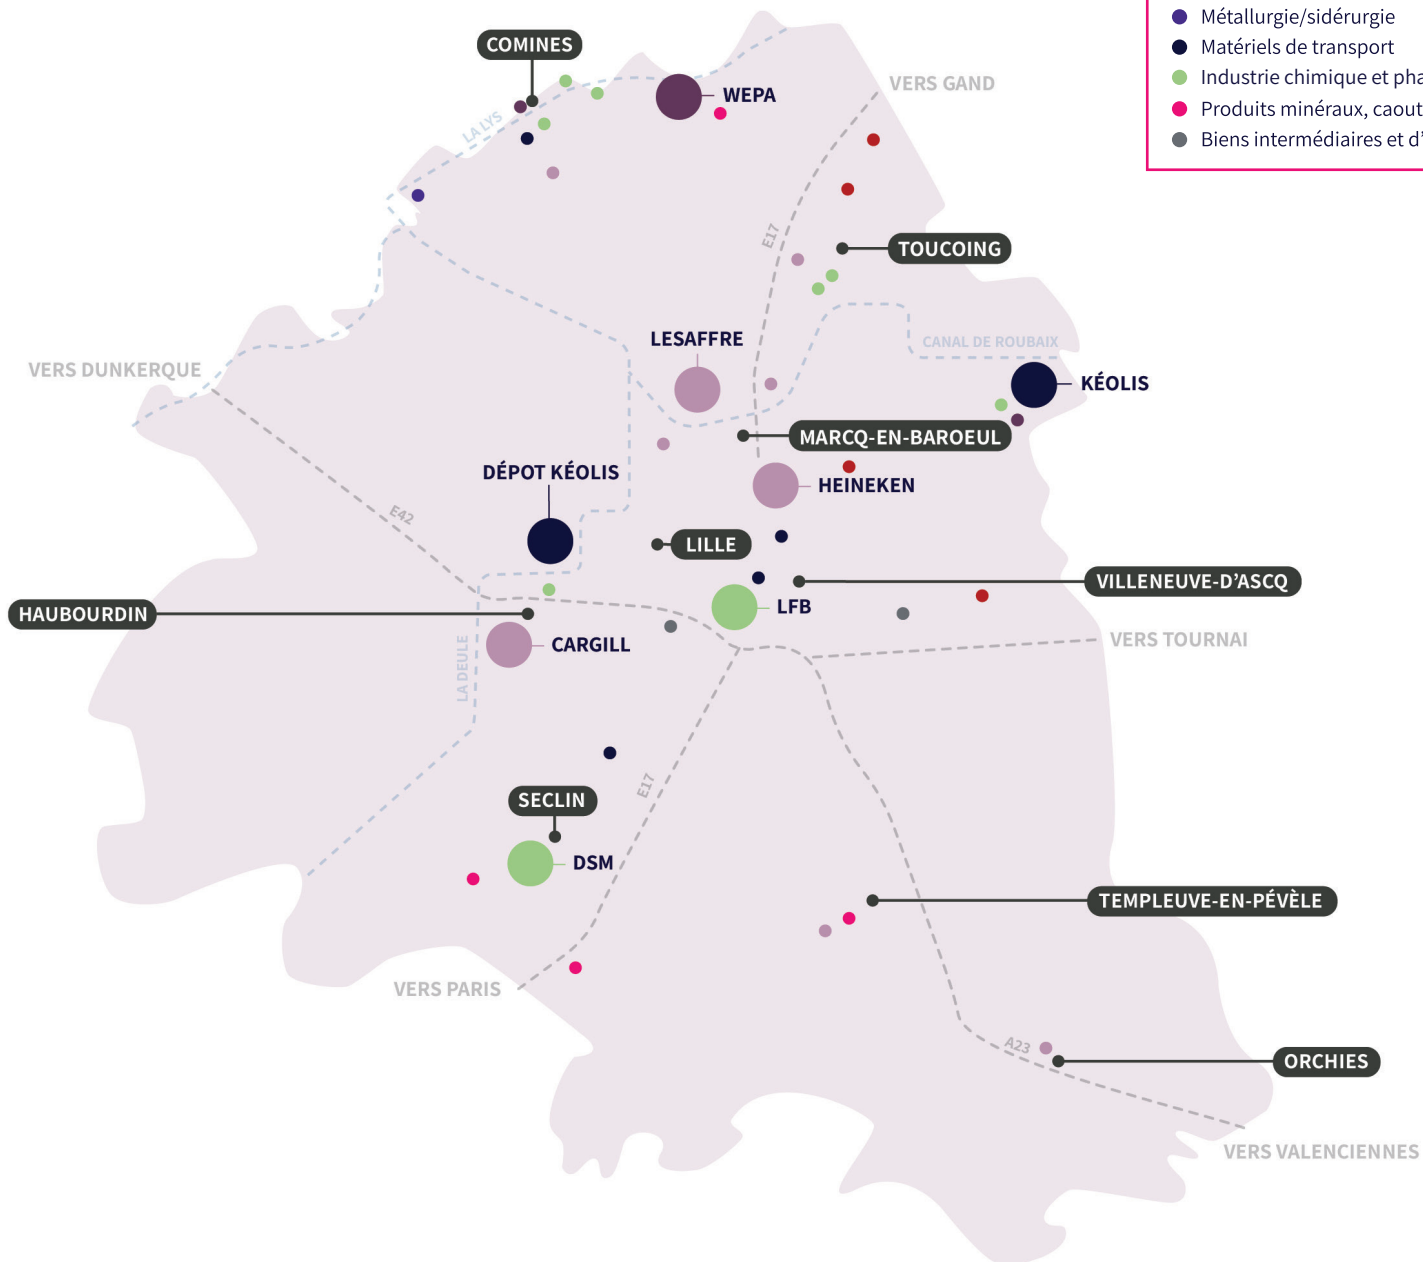 Métallurgie/sidérurgie
Matériels de transport
Industrie chimique et
Produits minéraux,
Biens intermédiaires et
COMINES
WEPA
VERS GAND
LA LYS
E17
TOUCOING
LESAFFRE
CANAL DE ROUBAIX
VERS DUNKERQUE
KÉOLIS
MARCQ-EN-BAROEUL
DÉPOT KÉOLIS
HEINEKEN
E42
LILLE
VILLENEUVE-D’ASCQ
HAUBOURDIN
LFB
CARGILL
VERS TOURNAI
LA DEULE
E17
SECLIN
DSM
TEMPLEUVE-EN-PÉVÈLE
VERS PARIS
A23
ORCHIES
VERS VALENCIENNES